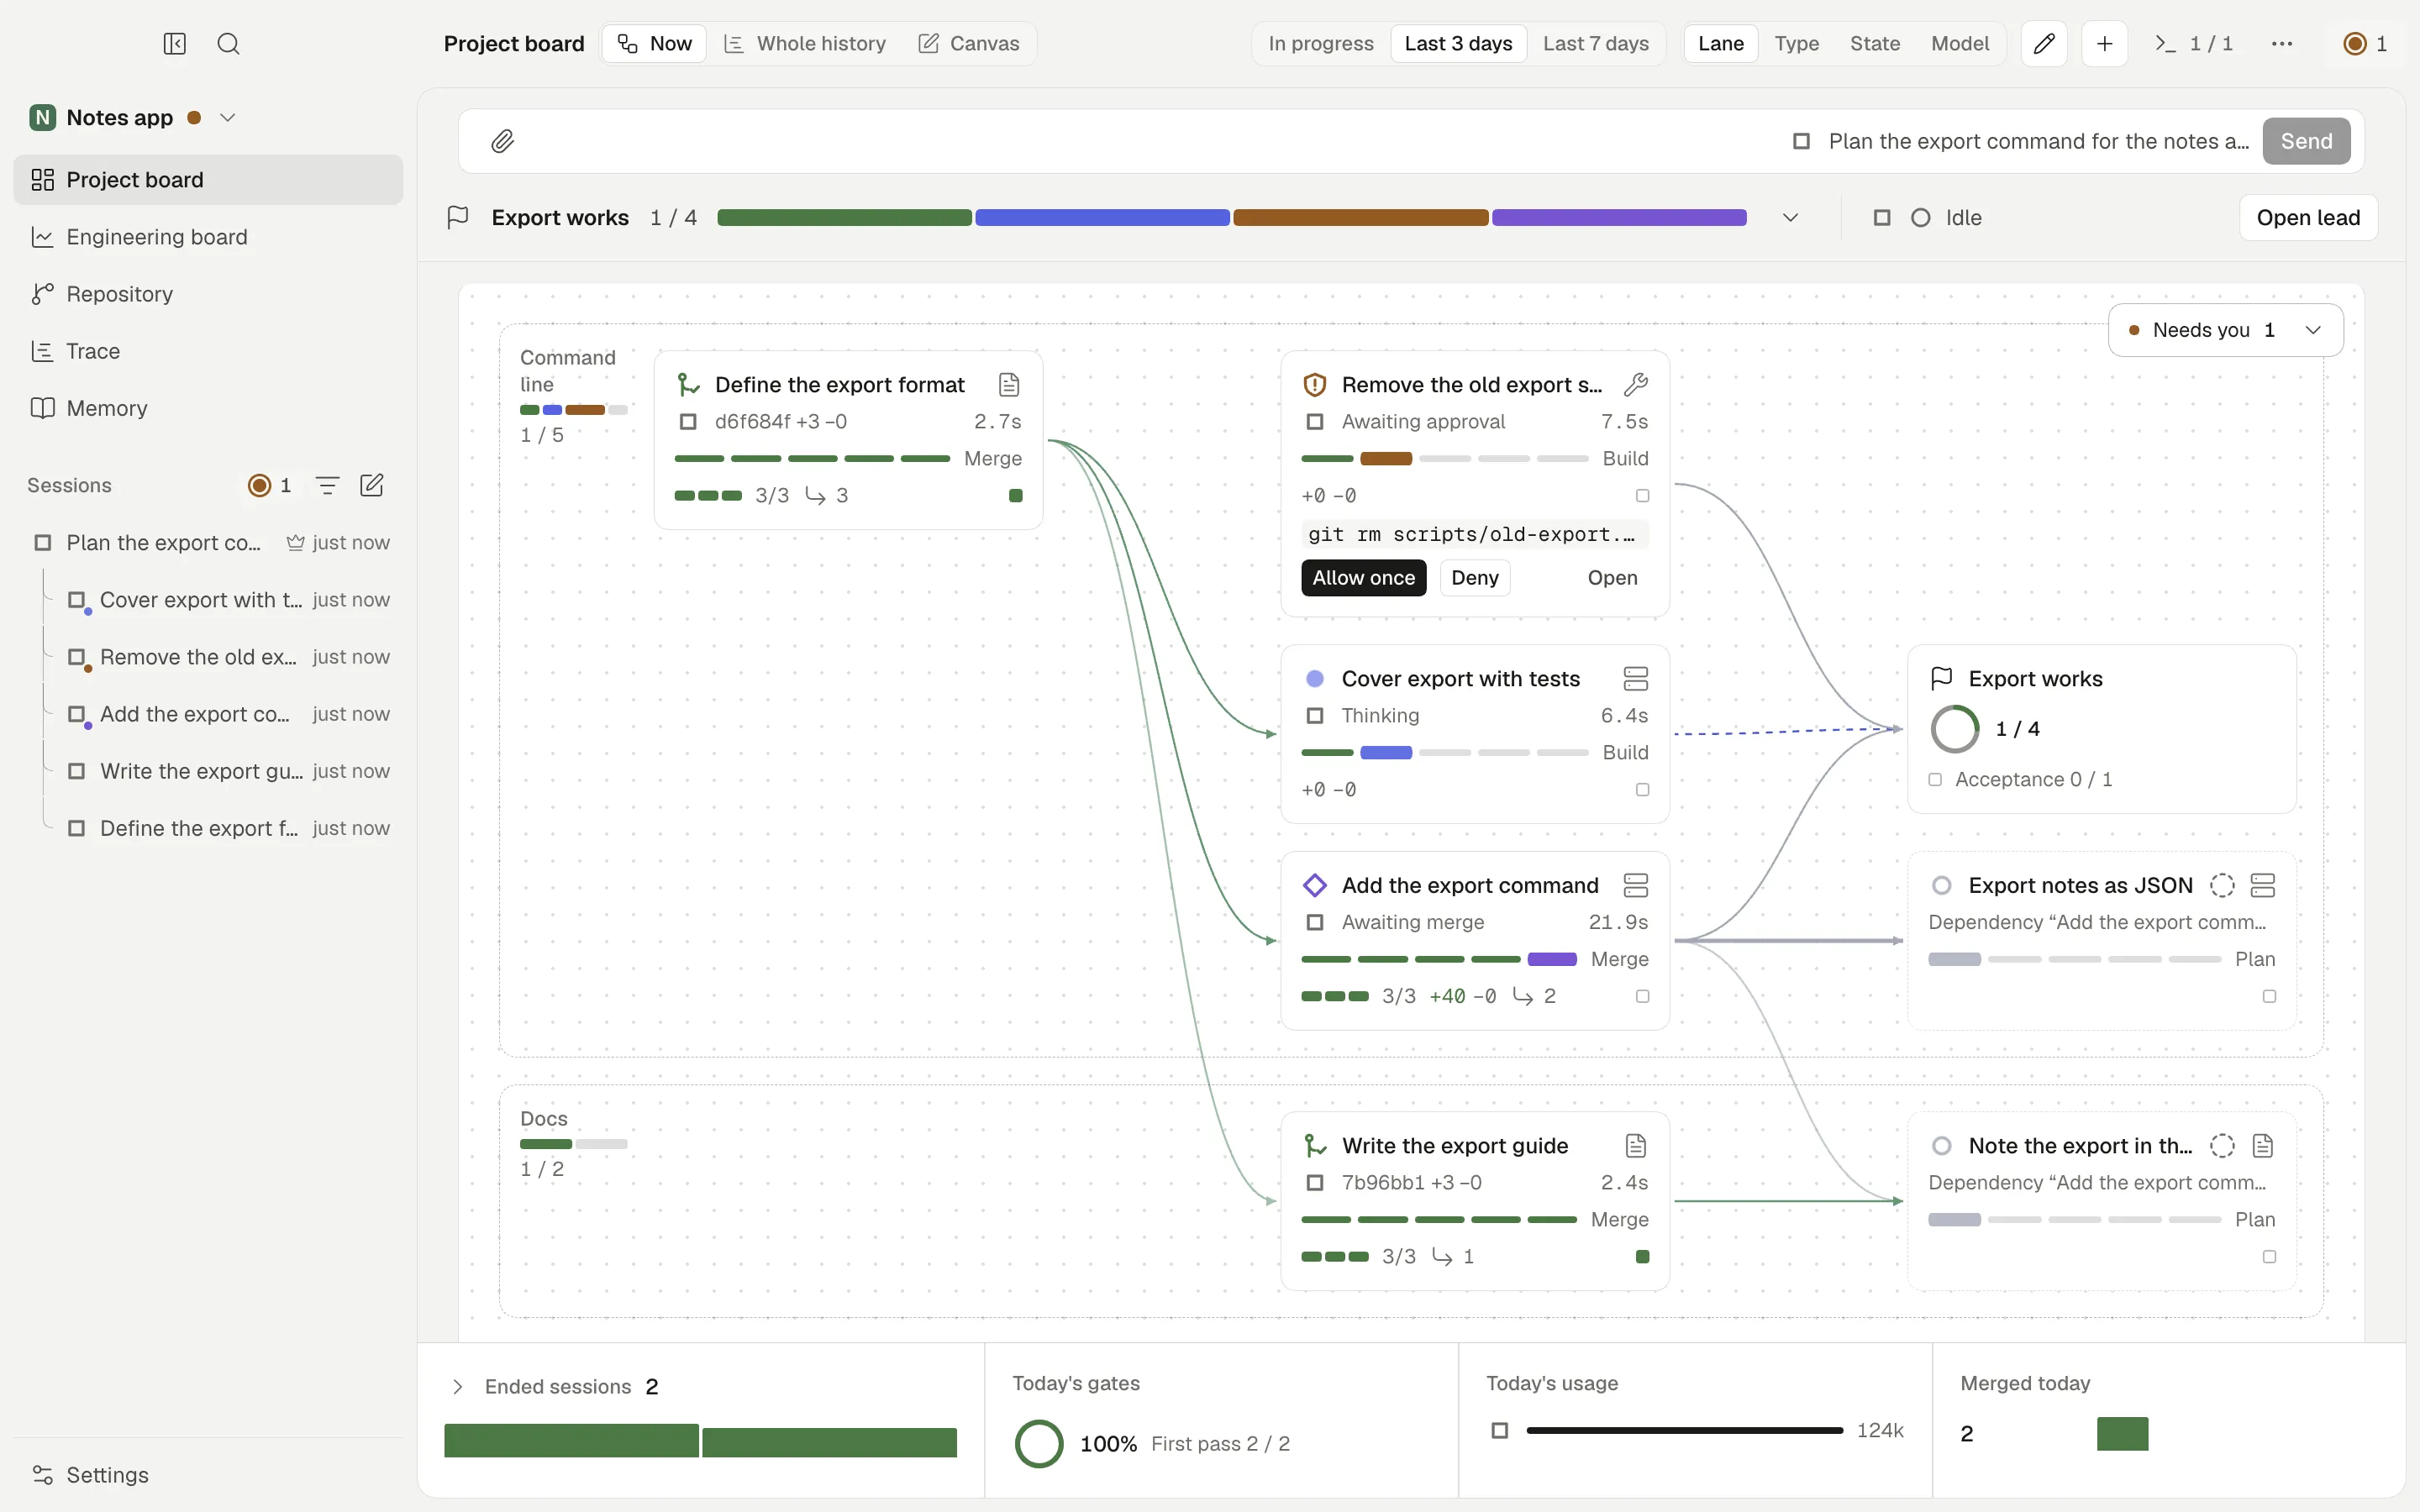 Project board
Now
Whole history
Canvas
In progress
Last 3 days
Last 7 days
Lane
Type
State
Model
1 / 1
1
N
Notes app
Project board
Engineering board
Repository
Trace
Memory
Sessions
1
Plan the export co...
just now
Cover export with t...
just now
Remove the old ex...
just now
Add the export co...
just now
Write the export gu...
just now
Define the export f...
just now
Settings
Plan the export command for the notes a...
Send
Export works
1 / 4
Idle
Open lead
Needs you 1
Command
line
1 / 5
Define the export format
d6f684f +3 −0
2.7s
Merge
3/3
3
Remove the old export s...
Awaiting approval
7.5s
Build
+0 −0
git rm scripts/old-export.…
Allow once
Deny
Open
Cover export with tests
Thinking
6.4s
Build
+0 −0
Export works
1 / 4
Acceptance 0 / 1
Add the export command
Awaiting merge
21.9s
Merge
3/3 +40 −0
2
Export notes as JSON
Dependency “Add the export comm...
Plan
Docs
1 / 2
Write the export guide
7b96bb1 +3 −0
2.4s
Merge
3/3
1
Note the export in th...
Dependency “Add the export comm...
Plan
Ended sessions 2
Today's gates
100% First pass 2 / 2
Today's usage
124k
Merged today
2